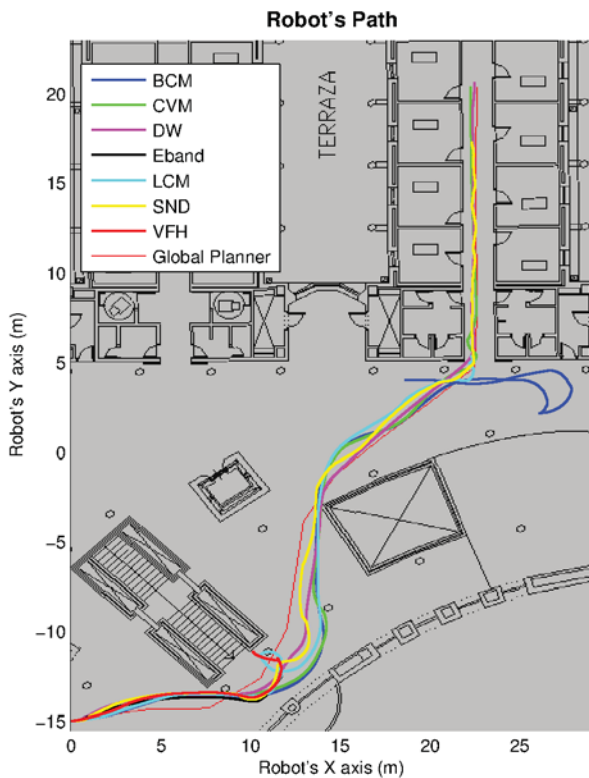 Robot's Path
BCM
CVM
DW
Eband
LCM
SND
VFH
Global Planner
TERRAZA
20
15
10
5
0
−5
−10
−15
Robot's Y axis (m)
0
5
10
15
20
25
Robot's X axis (m)